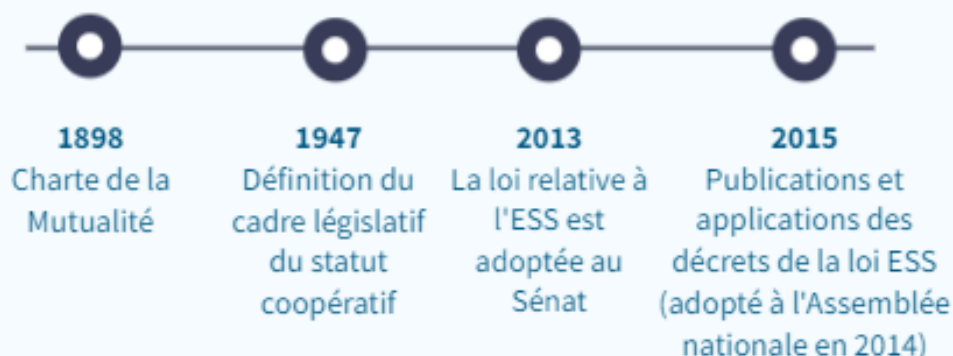 1898
Charte de la
Mutualité
1947
Définition du
cadre législatif
du statut
coopératif
2013
La loi relative à
l'ESS est
adoptée au
Sénat
2015
Publications et
applications des
décrets de la loi ESS
(adopté à l'Assemblée
nationale en 2014)